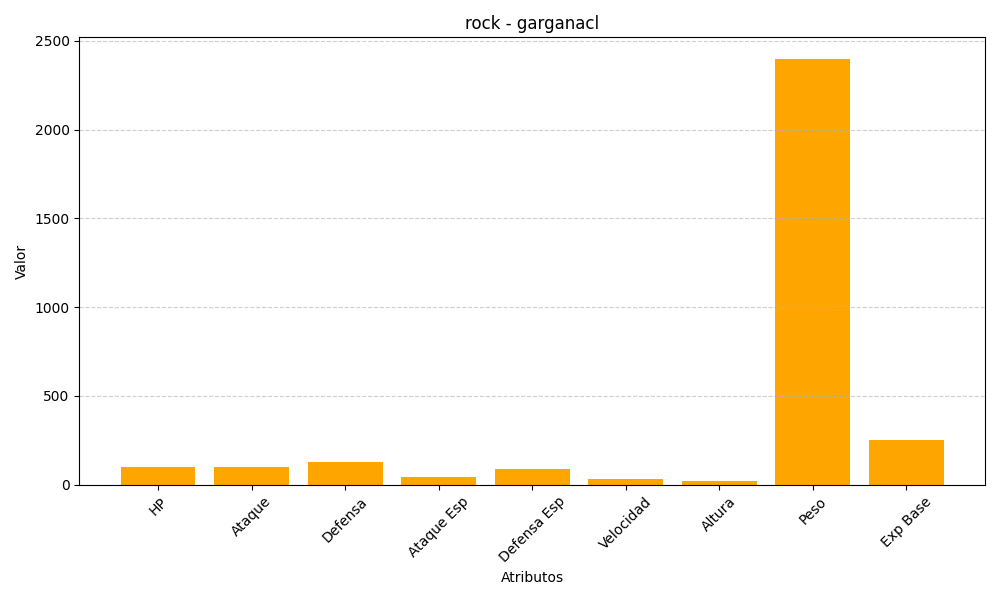 rock - garganacl
Valor
2500
2000
1500
1000
500
0
HP
Ataque
Defensa
Ataque Esp
Defensa Esp
Velocidad
Altura
Peso
Exp Base
Atributos